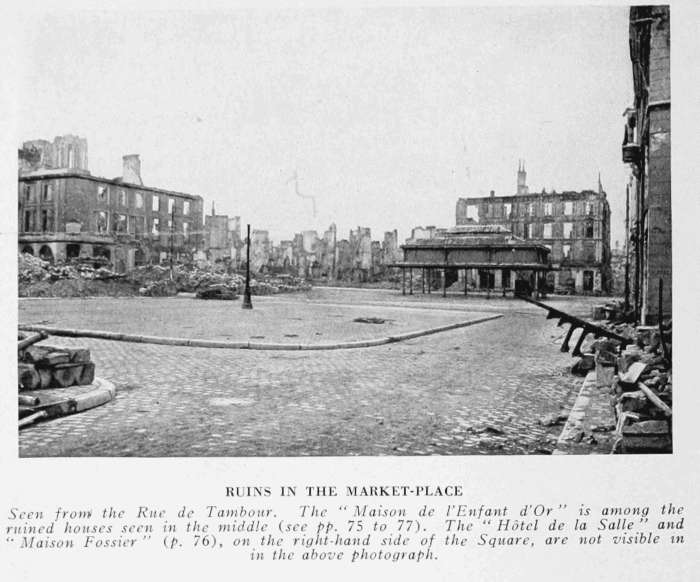 RUINS IN THE MARKET-PLACE
Seen from the Rue de Tambour. The "Maison de l'Enfant d'Or" is among the
ruined houses seen in the middle (see pp. 75 to 77). The "Hôtel de la Salle" and
"Maison Fossier" (p. 76), on the right-hand side of the Square, are not visible in
in the above photograph.